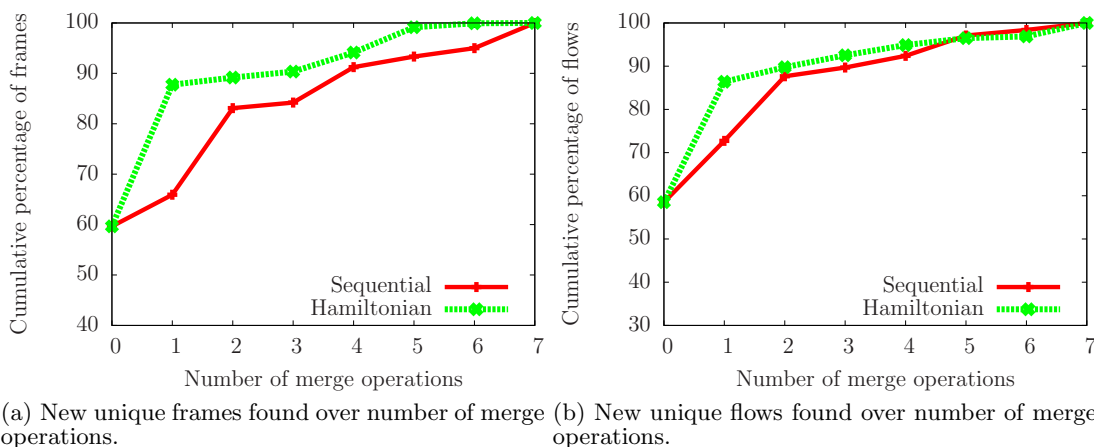 Cumulative percentage of frames
100
90
80
70
60
50
40
0 1 2 3 4 5 6 7
Number of merge operations
Sequential
Hamiltonian
(a) New unique frames found over number of merge
operations.
Cumulative percentage of flows
100
90
80
70
60
50
40
30
0 1 2 3 4 5 6 7
Number of merge operations
Sequential
Hamiltonian
(b) New unique flows found over number of merge
operations.